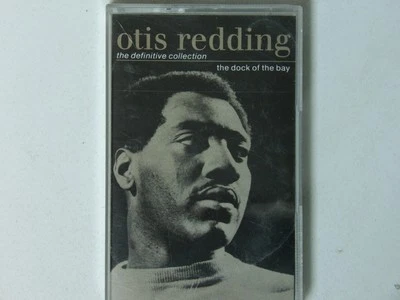 otis redding
the definitive collection
the dock of the bay